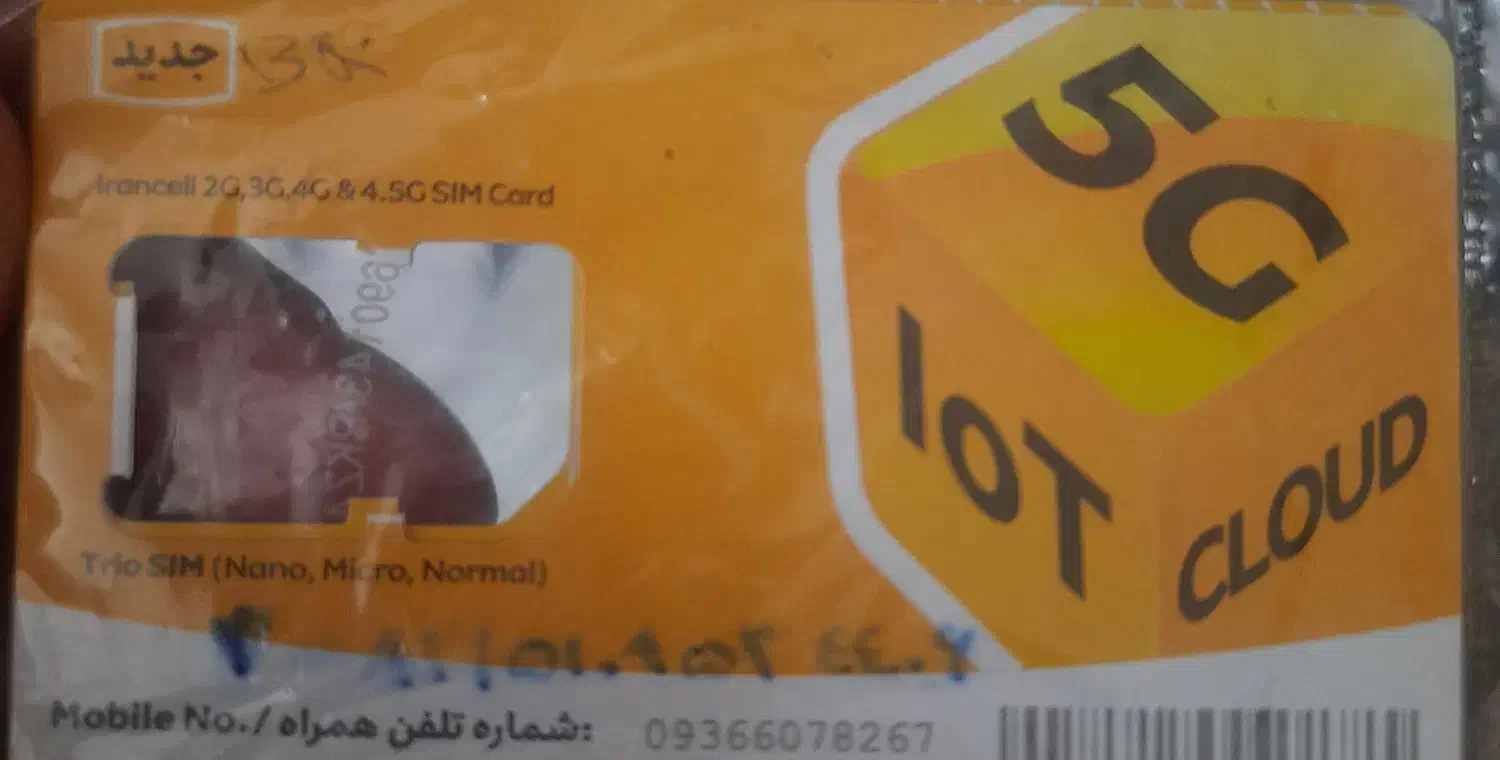 جدید
Irancell 2G,3G,4G & 4.5G SIM Card
5G
IOT
CLOUD
Trio SIM (Nano, Micro, Normal)
Mobile No./ شماره تلفن همراه: 09366078267